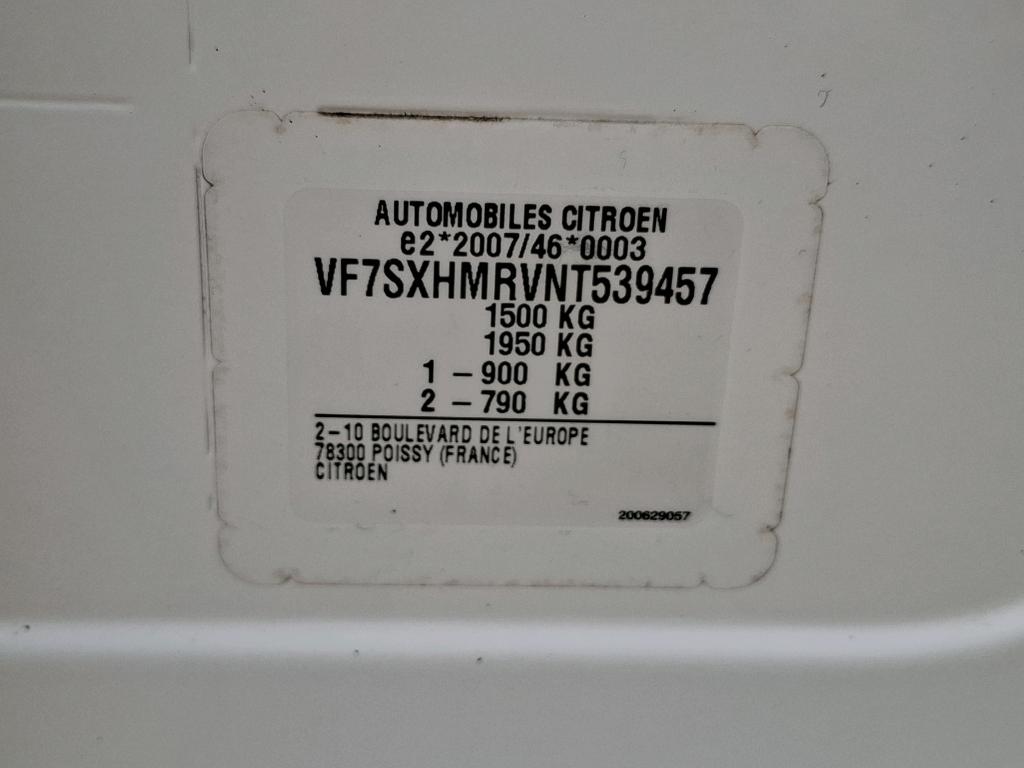 AUTOMOBILES CITROEN
e2*2007/46*0003
VF7SXHMRVNT539457
1500 KG
1950 KG
1 – 900 KG
2 – 790 KG
2–10 BOULEVARD DE L'EUROPE
78300 POISSY (FRANCE)
CITROEN
200629057